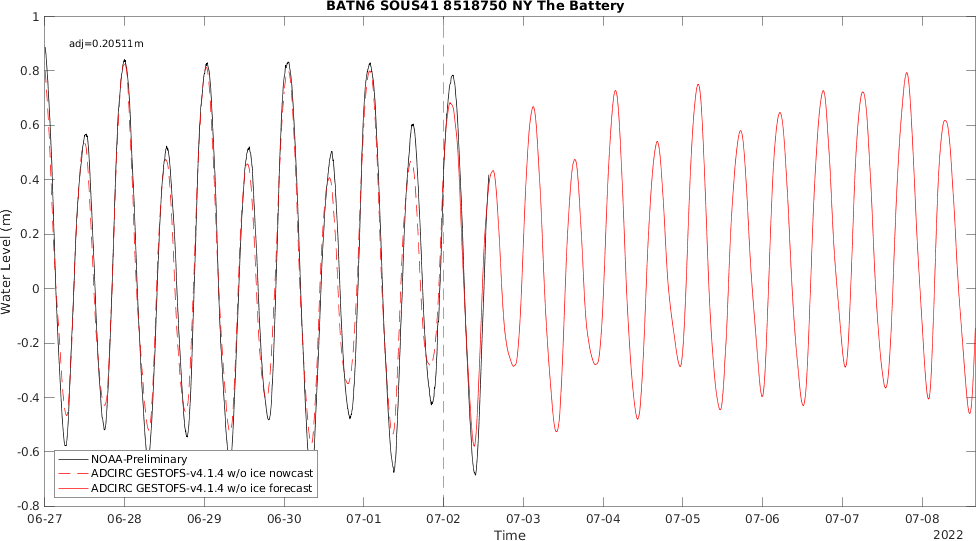 BATN6 SOUS41 8518750 NY The Battery
adj=0.20511m
1
0.8
0.6
0.4
0.2
0
-0.2
-0.4
-0.6
-0.8
Water Level (m)
NOAA-Preliminary
ADCIRC GESTOFS-v4.1.4 w/o ice nowcast
ADCIRC GESTOFS-v4.1.4 w/o ice forecast
06-27 06-28 06-29 06-30 07-01 07-02 07-03 07-04 07-05 07-06 07-07 07-08
Time
2022